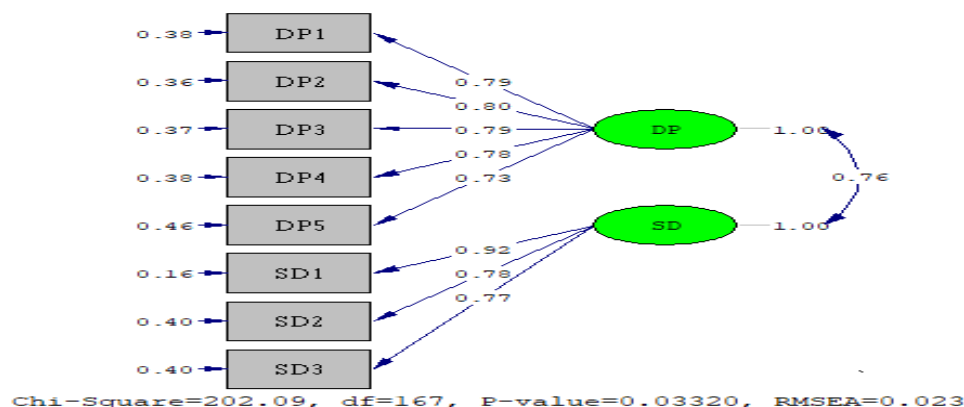 0.38 DP1
0.79
0.36 DP2
0.80
0.37 DP3 0.79 DP 1.00
0.78
0.38 DP4 0.76
0.73
0.46 DP5 SD 1.00
0.92
0.16 SD1
0.78
0.77
0.40 SD2
0.40 SD3
Chi-Square=202.09, df=167, P-value=0.03320, RMSEA=0.023